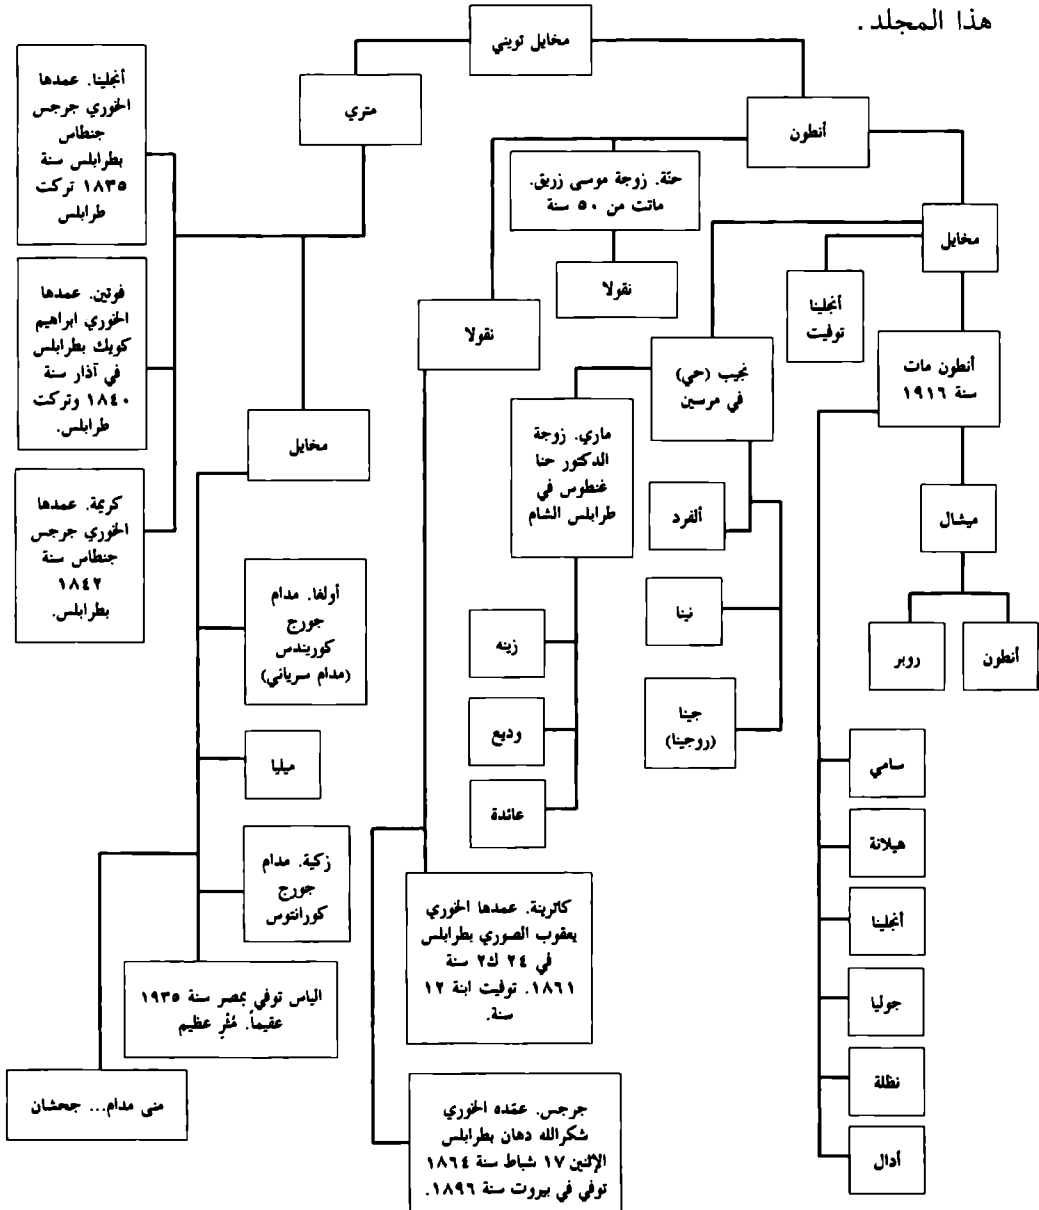 هذا المجلد.
مخايل تويني
متري
أنطون
أنجلينا. عمدها
الخوري جرجس
جنطاس
بطرابلس سنة
١٨٣٥ تركت
طرابلس
فوتين. عمدها
الخوري ابراهيم
كويك بطرابلس
في آذار سنة
١٨٤٠ وتركت
طرابلس.
كريمة. عمدها
الخوري جرجس
جنطاس سنة
١٨٤٢
بطرابلس.
مخايل
أولغا. مدام
جورج
كوريندس
(مدام سرياني)
ميليا
زكية. مدام
جورج
كورانتوس
الياس توفي بمصر سنة ١٩٣٥
عقيماً. مُثْرٍ عظيم
منى مدام... جحشان
حنّة. زوجة موسى زريق.
ماتت من ٥٠ سنة
نقولا
نقولا
كاترينة. عمدها الخوري
يعقوب الصوري بطرابلس
في ٢٤ ك٢ سنة
١٨٦١. توفيت ابنة ١٢
سنة.
جرجس. عمّده الخوري
شكرالله دهان بطرابلس
الإثنين ١٧ شباط سنة ١٨٦٤
توفي في بيروت سنة ١٨٩٦.
مخايل
أنجلينا
توفيت
نجيب (حي)
في مرسين
ماري. زوجة
الدكتور حنا
غنطوس في
طرابلس الشام
زينه
وديع
عائدة
ألفرد
نينا
جينا
(روجينا)
أنطون مات
سنة ١٩١٦
ميشال
روبر
أنطون
سامي
هيلانة
أنجلينا
جوليا
نظلة
أدال